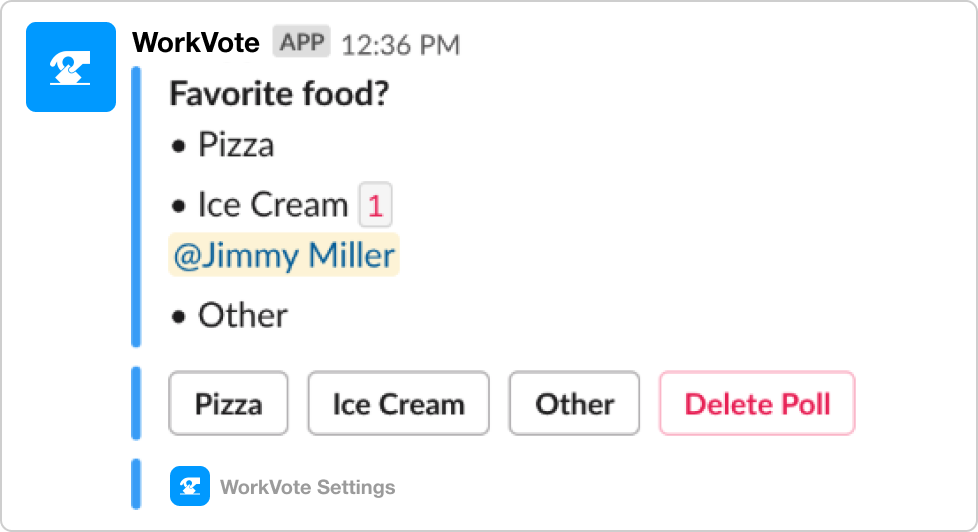 WorkVote APP 12:36 PM
Favorite food?
• Pizza
• Ice Cream 1
@Jimmy Miller
• Other
Pizza Ice Cream Other Delete Poll
WorkVote Settings